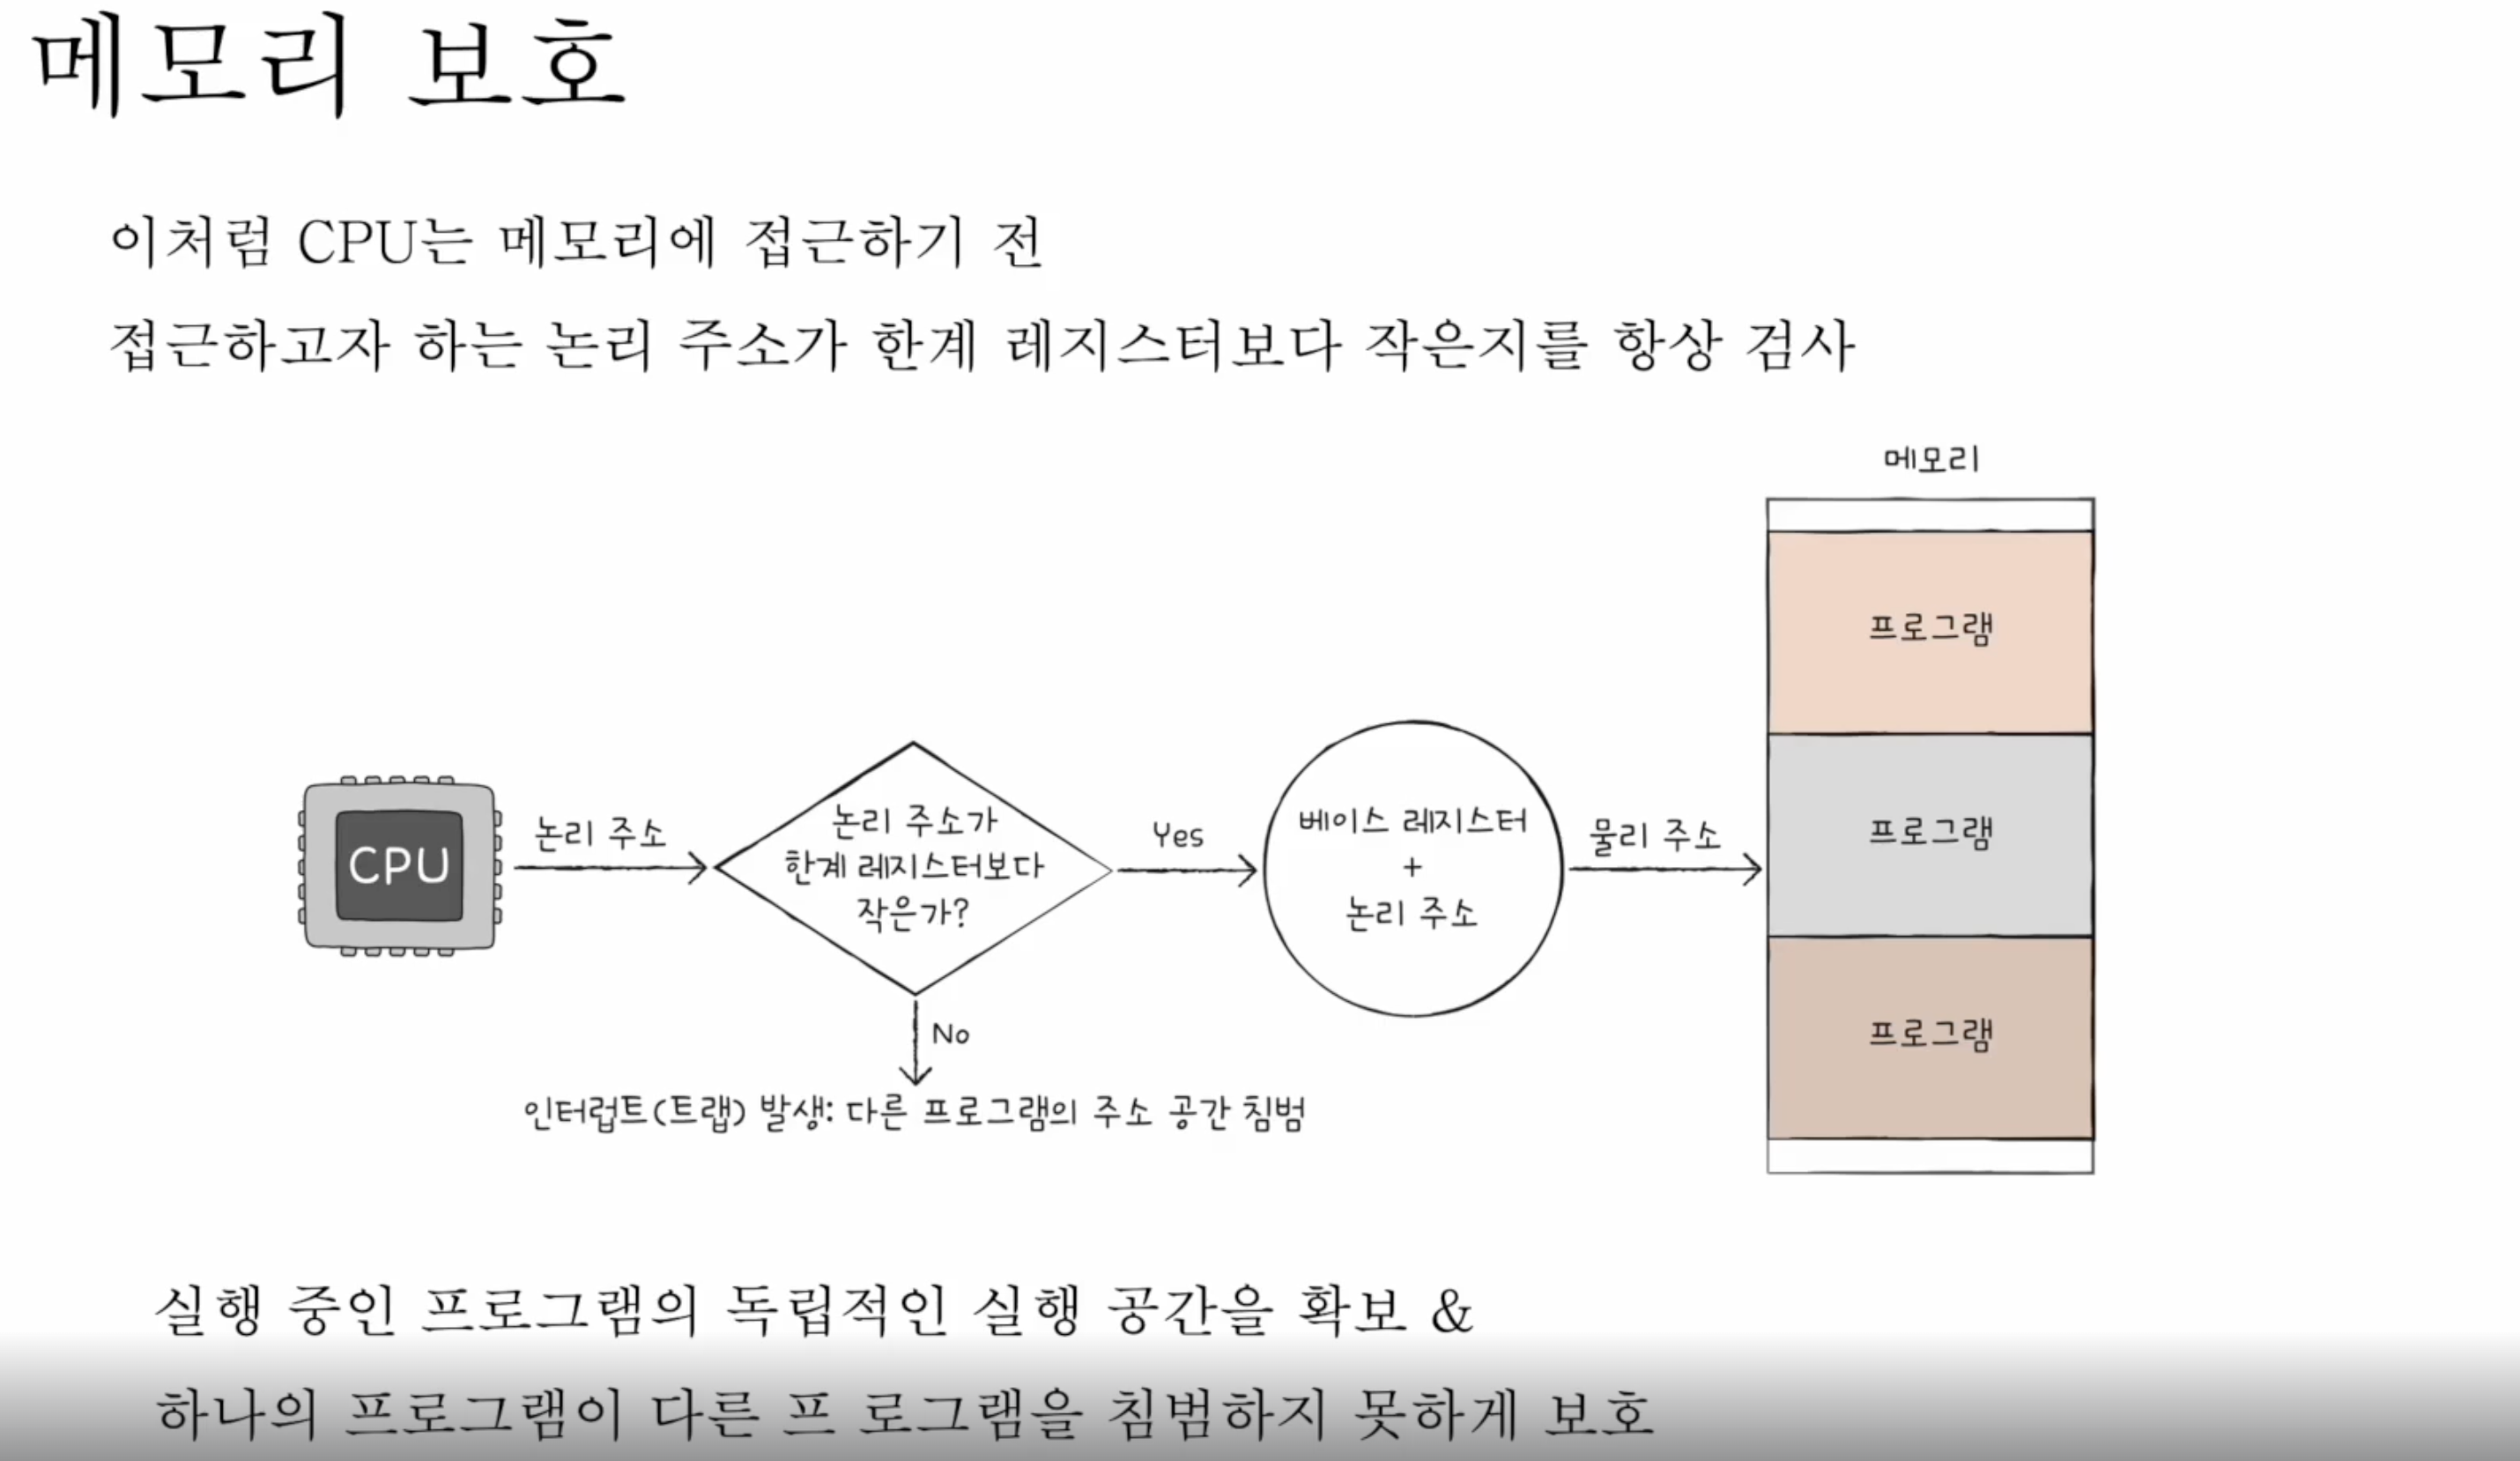 메모리 보호
이처럼 CPU는 메모리에 접근하기 전
접근하고자 하는 논리 주소가 한계 레지스터보다 작은지를 항상 검사
메모리
프로그램
프로그램
프로그램
CPU
논리 주소
논리 주소가
한계 레지스터보다
작은가?
Yes
베이스 레지스터
+
논리 주소
물리 주소
No
인터럽트(트랩) 발생: 다른 프로그램의 주소 공간 침범
실행 중인 프로그램의 독립적인 실행 공간을 확보 &
하나의 프로그램이 다른 프 로그램을 침범하지 못하게 보호